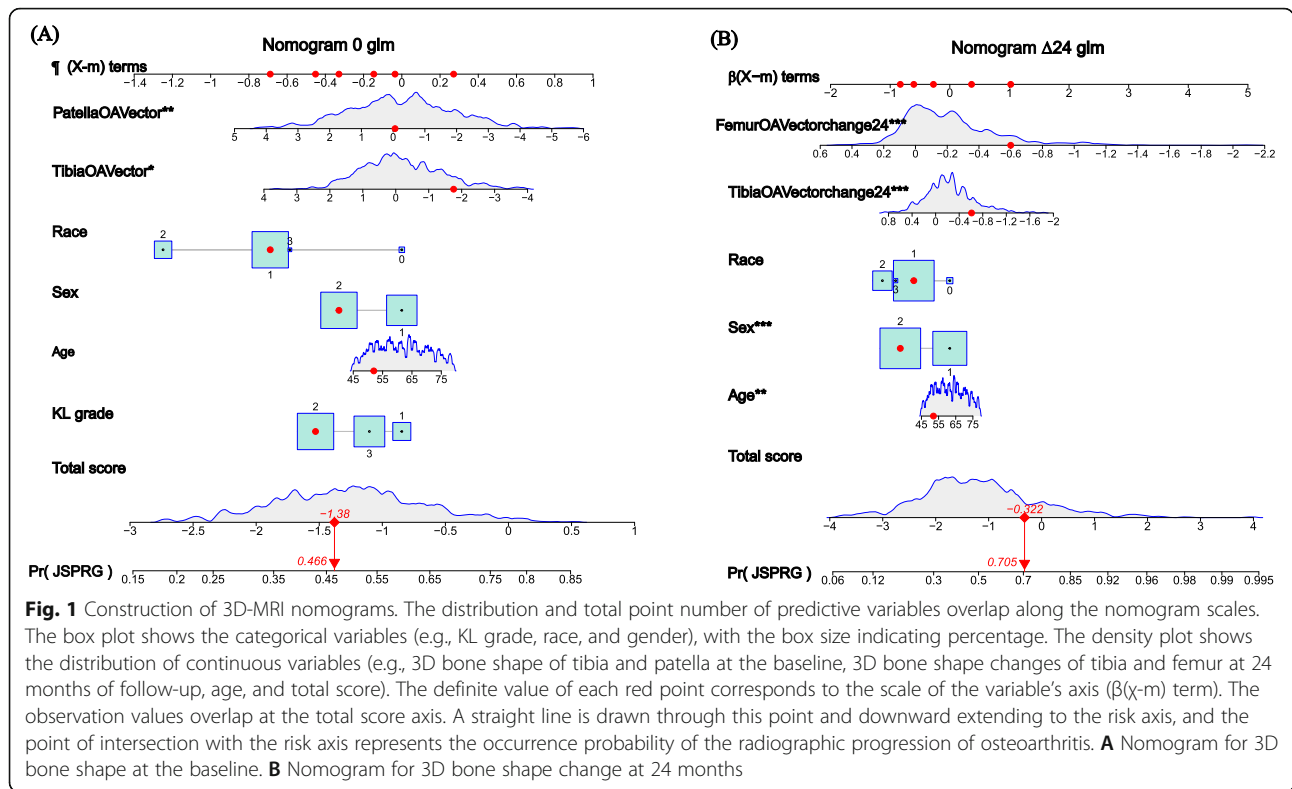 (A)
Nomogram 0 glm
¶ (X-m) terms
−1.4 −1.2 −1 −0.8 −0.6 −0.4 −0.2 0 0.2 0.4 0.6 0.8 1
PatellaOAVector**
5 4 3 2 1 0 −1 −2 −3 −4 −5 −6
TibiaOAVector*
4 3 2 1 0 −1 −2 −3 −4
Race
2
3
1
0
Sex
2
1
Age
45 55 65 75
KL grade
2
1
3
Total score
−1.38
−3 −2.5 −2 −1.5 −1 −0.5 0 0.5 1
0.466
Pr( JSPRG )
0.15 0.2 0.25 0.35 0.45 0.55 0.65 0.75 0.8 0.85
(B)
Nomogram Δ24 glm
β(X−m) terms
−2 −1 0 1 2 3 4 5
FemurOAVectorchange24***
0.6 0.2 0 −0.2 −0.4 −0.6 −0.8 −1 −1.2 −1.4 −1.6 −1.8 −2 −2.2
TibiaOAVectorchange24***
0.8 0.4 0 −0.4 −0.8 −1.2 −1.6 −2
Race
1
2
3
0
Sex***
2
1
Age**
45 55 65 75
Total score
−0.322
−4 −3 −2 −1 0 1 2 3 4
0.705
Pr( JSPRG )
0.06 0.12 0.3 0.5 0.7 0.85 0.92 0.96 0.98 0.99 0.995
Fig. 1 Construction of 3D-MRI nomograms. The distribution and total point number of predictive variables overlap along the nomogram scales.
The box plot shows the categorical variables (e.g., KL grade, race, and gender), with the box size indicating percentage. The density plot shows
the distribution of continuous variables (e.g., 3D bone shape of tibia and patella at the baseline, 3D bone shape changes of tibia and femur at 24
months of follow-up, age, and total score). The definite value of each red point corresponds to the scale of the variable's axis (β(χ-m) term). The
observation values overlap at the total score axis. A straight line is drawn through this point and downward extending to the risk axis, and the
point of intersection with the risk axis represents the occurrence probability of the radiographic progression of osteoarthritis. A Nomogram for 3D
bone shape at the baseline. B Nomogram for 3D bone shape change at 24 months